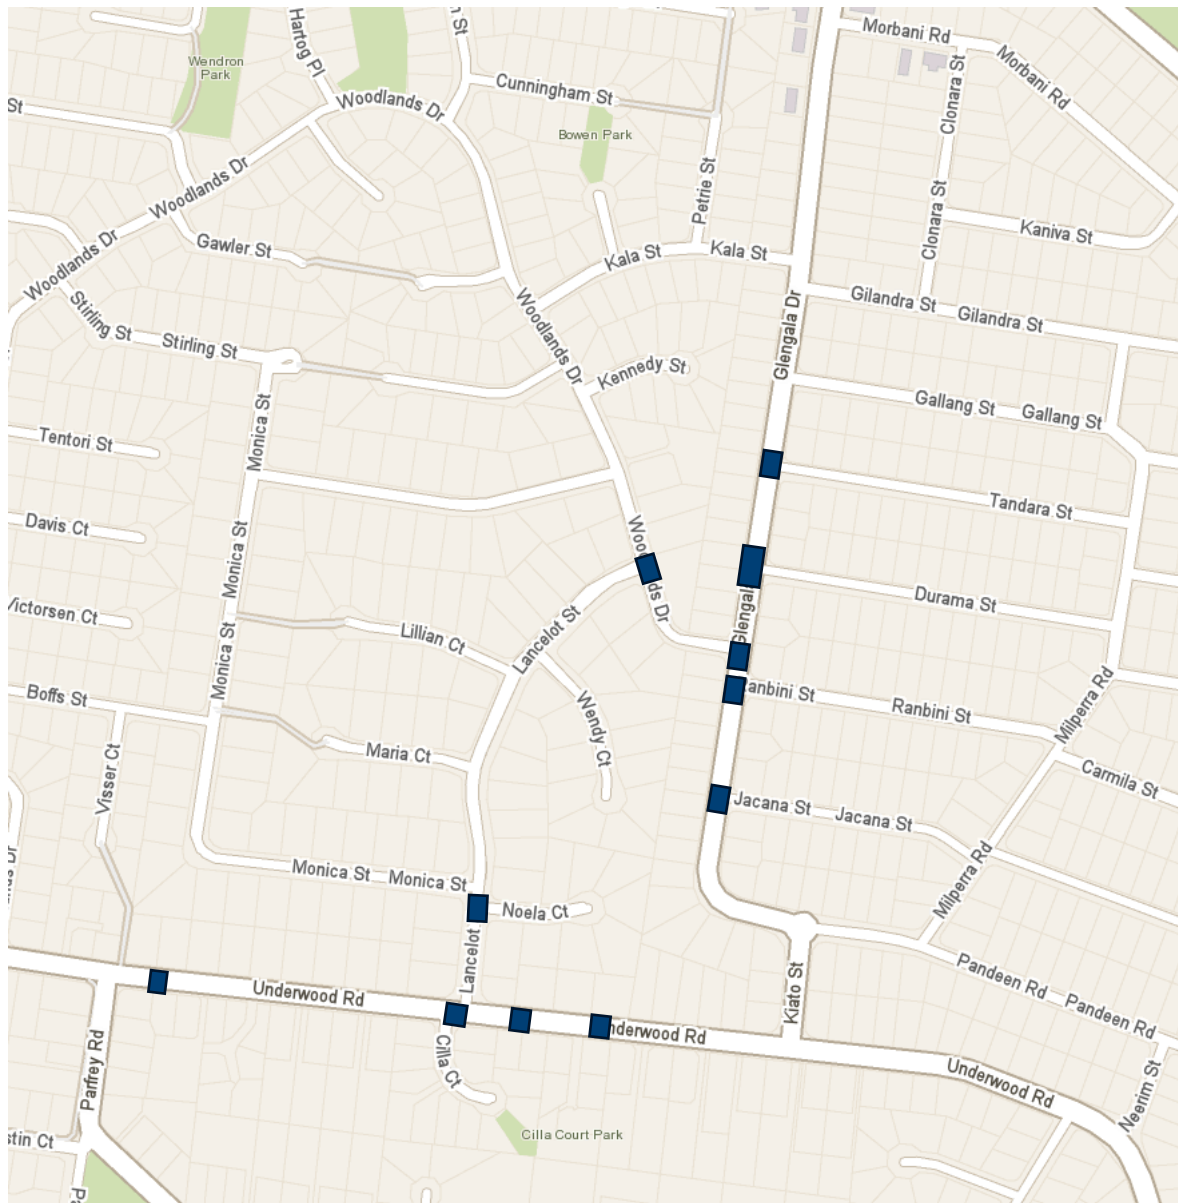 Hartog Pl
n St
Morbani Rd
Morbani Rd
Wendron
Park
Clonara St
Cunningham St
Woodlands Dr
St
Bowen Park
Woodlands Dr
Petrie St
Clonara St
Kaniva St
Gawler St
Woodlands Dr
Kala St
Kala St
Gilandra St
Gilandra St
Stirling St
Stirling St
Woodlands Dr
Glengala Dr
Kennedy St
Gallang St
Gallang St
Monica St
Tentori St
Tandara St
Davis Ct
Monica St
Durama St
Victorsen Ct
Lillian Ct
Lancelot St
Glengal
Monica St
Boffs St
Wendy Ct
anbini St
Ranbini St
Milperra Rd
Maria Ct
Visser Ct
Carmila St
Jacana St
Jacana St
Monica St
Monica St
Milperra Rd
Noela Ct
Lancelot
Underwood Rd
Kiato St
Pandeen Rd
Pandeen Rd
nderwood Rd
Cilla Ct
Parfrey Rd
Underwood Rd
Neerim St
Cilla Court Park
stin Ct